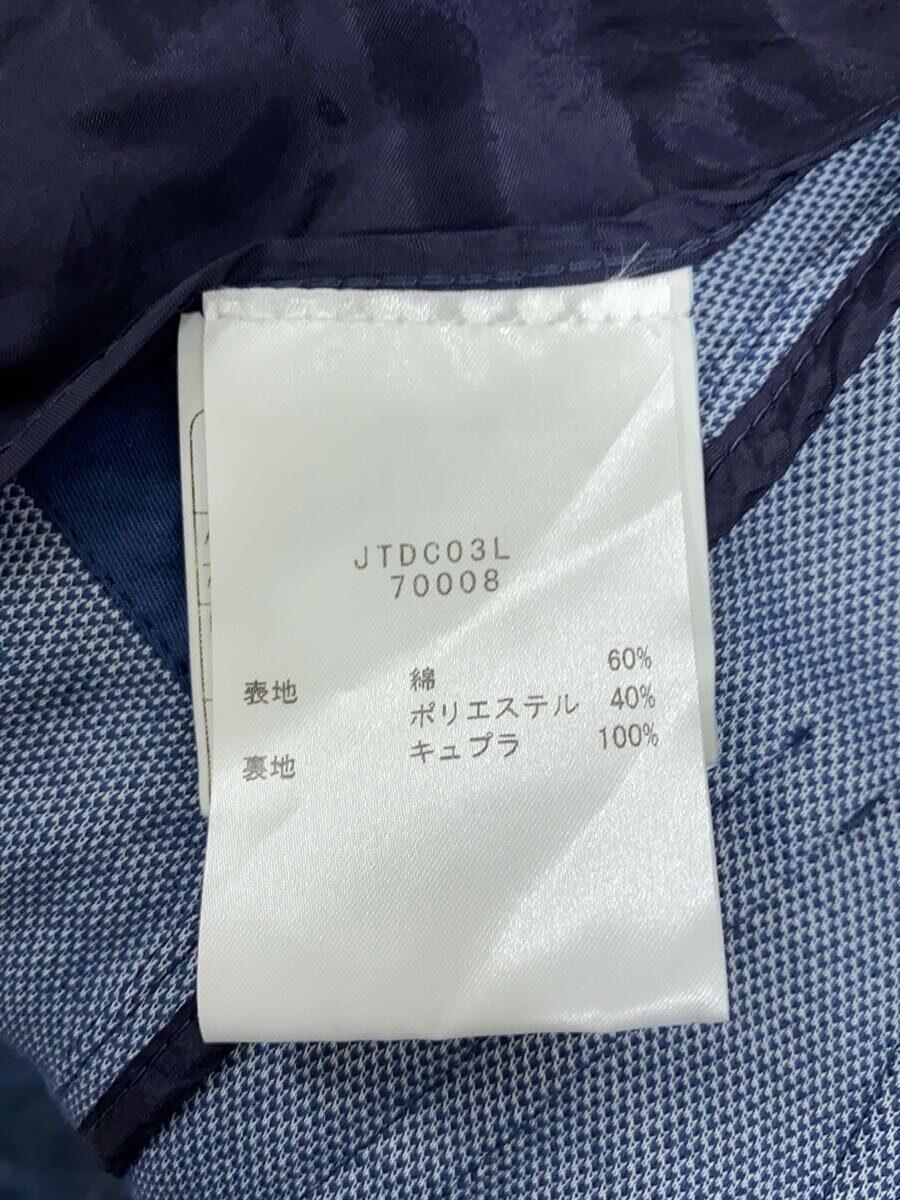 JTDC03L
70008
表地 綿 60%
ポリエステル 40%
裏地 キュプラ 100%